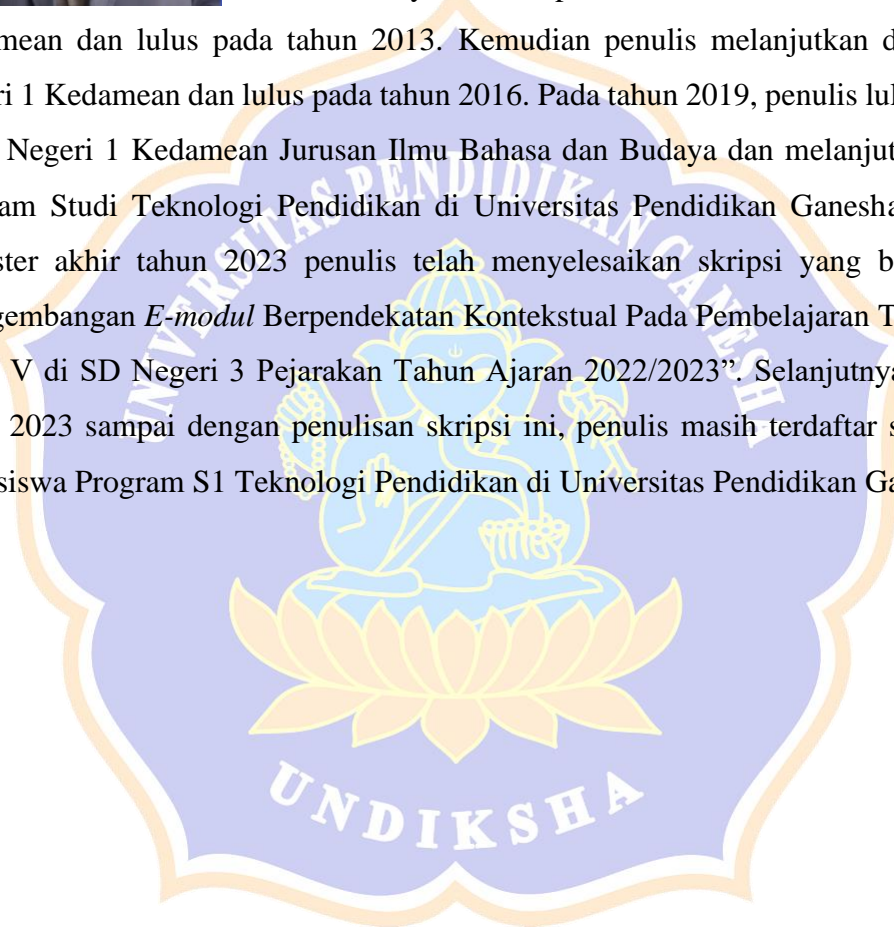 mean dan lulus pada tahun 2013. Kemudian penulis melanjutkan d
ri 1 Kedamean dan lulus pada tahun 2016. Pada tahun 2019, penulis lul
Negeri 1 Kedamean Jurusan Ilmu Bahasa dan Budaya dan melanjut
am Studi Teknologi Pendidikan di Universitas Pendidikan Ganesha
ster akhir tahun 2023 penulis telah menyelesaikan skripsi yang b
gembangan E-modul Berpendekatan Kontekstual Pada Pembelajaran T
V di SD Negeri 3 Pejarakan Tahun Ajaran 2022/2023”. Selanjutnya
2023 sampai dengan penulisan skripsi ini, penulis masih terdaftar s
siswa Program S1 Teknologi Pendidikan di Universitas Pendidikan Ga
UNIVERSITAS PENDIDIKAN GANESHA
UNDIKSHA